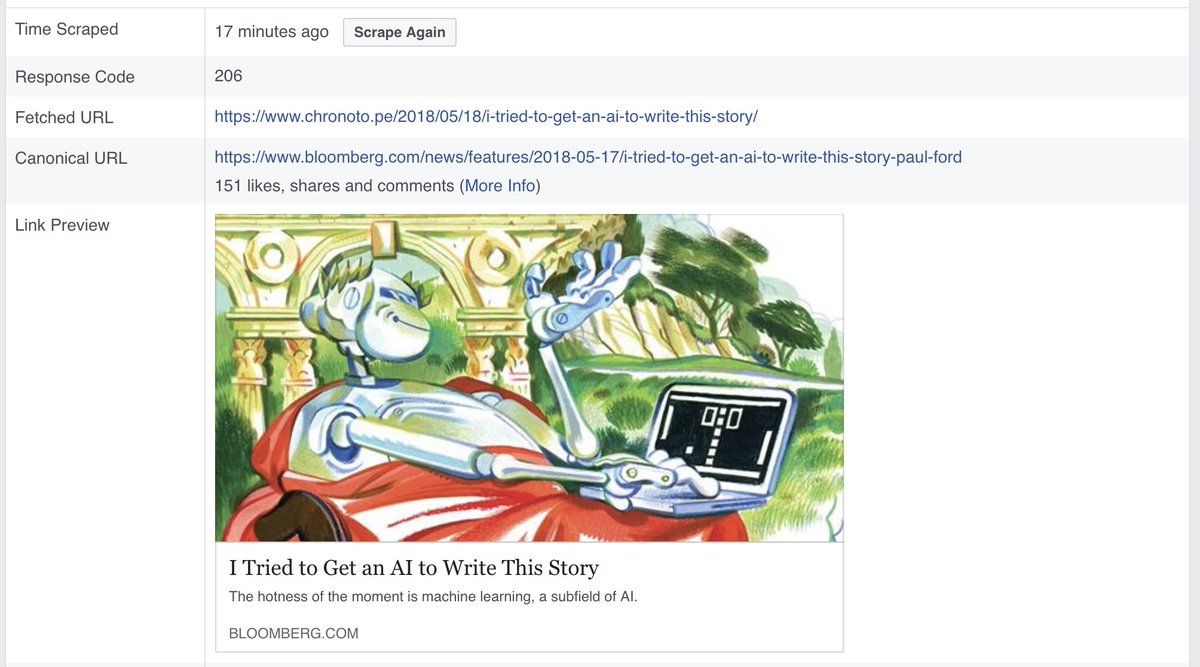 Time Scraped
17 minutes ago
Scrape Again
Response Code
206
Fetched URL
https://www.chronoto.pe/2018/05/18/i-tried-to-get-an-ai-to-write-this-story/
Canonical URL
https://www.bloomberg.com/news/features/2018-05-17/i-tried-to-get-an-ai-to-write-this-story-paul-ford
151 likes, shares and comments (More Info)
Link Preview
I Tried to Get an AI to Write This Story
The hotness of the moment is machine learning, a subfield of AI.
BLOOMBERG.COM